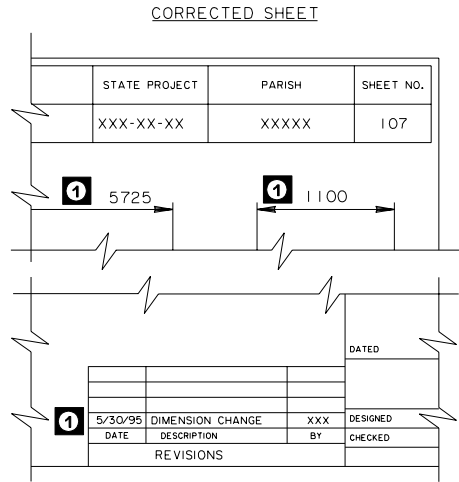 CORRECTED SHEET
STATE PROJECT PARISH SHEET NO.
XXX-XX-XX XXXXX 107
1 5725 1 1100
DATED
1 5/30/95 DIMENSION CHANGE XXX DESIGNED
DATE DESCRIPTION BY CHECKED
REVISIONS